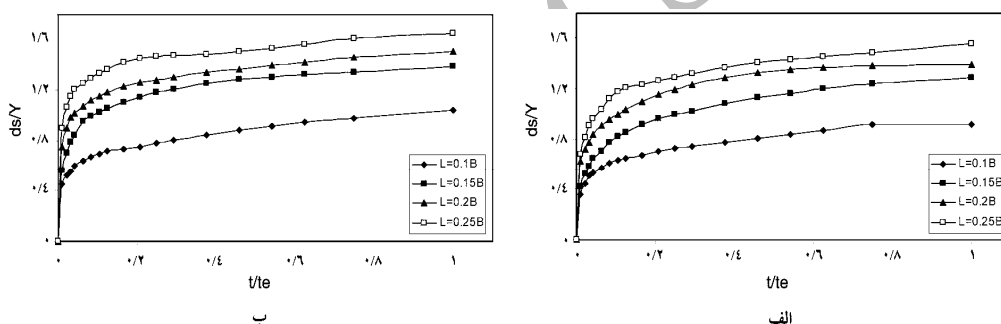 ds/Y
۱/۶
۱/۲
۰/۸
۰/۴
۰
۰ ۰/۲ ۰/۴ ۰/۶ ۰/۸ ۱
t/te
L=0.1B
L=0.15B
L=0.2B
L=0.25B
الف
ds/Y
۱/۶
۱/۲
۰/۸
۰/۴
۰
۰ ۰/۲ ۰/۴ ۰/۶ ۰/۸ ۱
t/te
L=0.1B
L=0.15B
L=0.2B
L=0.25B
ب